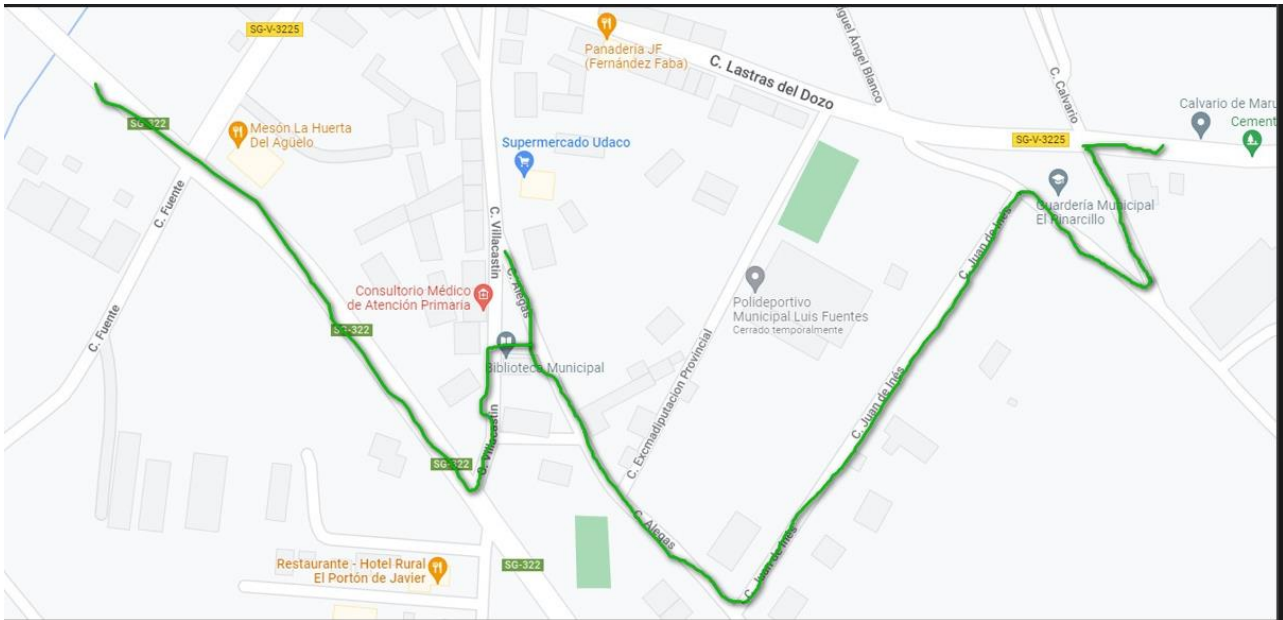 SG-V-3225
Panadería JF
(Fernández Faba)
C. Lastras del Dozo
guel Ángel Blanco
C. Calvario
Calvario de Maru
Cement
SG-322
Mesón La Huerta
Del Agüelo
Supermercado Udaco
SG-V-3225
Guardería Municipal
El Pinarcillo
C. Fuente
C. Villacastín
C. Alegas
C. Juan de Inés
Consultorio Médico
de Atención Primaria
Polideportivo
Municipal Luis Fuentes
Cerrado temporalmente
C. Fuente
SG-322
Biblioteca Municipal
C. Excmadiputacion Provincial
C. Juan de Inés
C. Villacastín
SG-322
C. Alegas
C. Juan de Inés
Restaurante - Hotel Rural
El Portón de Javier
SG-322